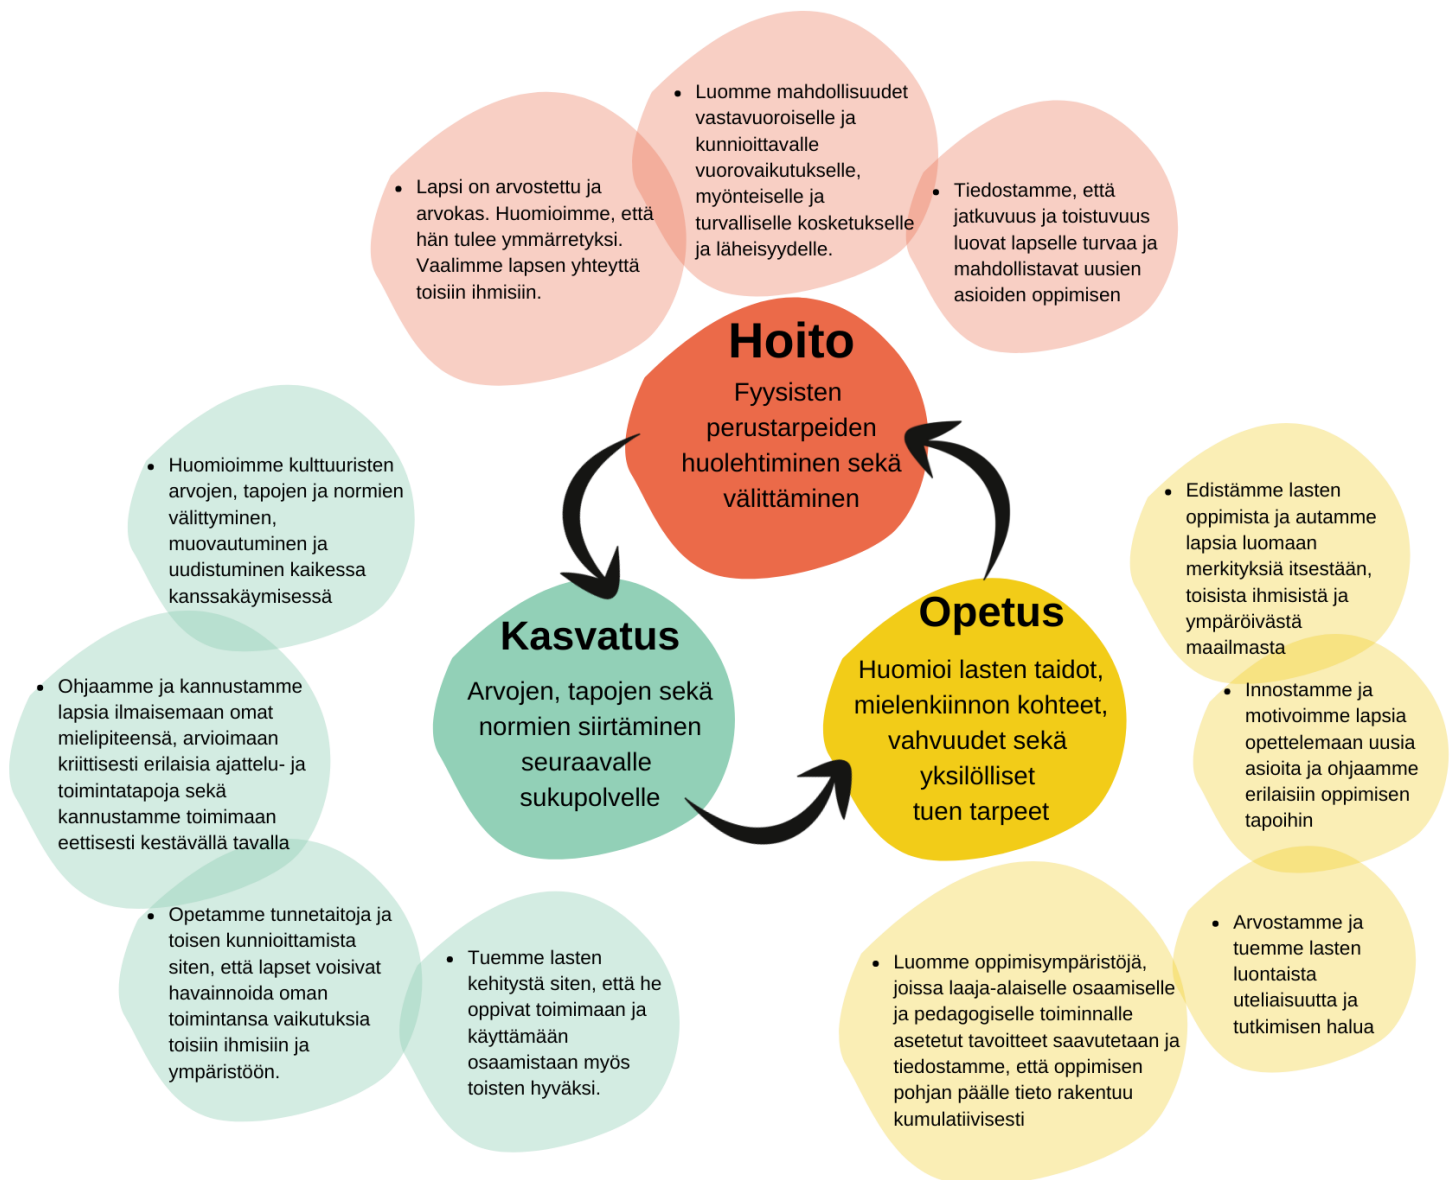 • Luomme mahdollisuudet
vastavuoroiselle ja
kunnioittavalle
vuorovaikutukselle,
myönteiselle ja
turvalliselle kosketukselle
ja läheisyydelle.
• Lapsi on arvostettu ja
arvokas. Huomioimme, että
hän tulee ymmärretyksi.
Vaalimme lapsen yhteyttä
toisiin ihmisiin.
• Tiedostamme, että
jatkuvuus ja toistuvuus
luovat lapselle turvaa ja
mahdollistavat uusien
asioiden oppimisen
Hoito
Fyysisten
perustarpeiden
huolehtiminen sekä
välittäminen
• Huomioimme kulttuuristen
arvojen, tapojen ja normien
välittyminen,
muovautuminen ja
uudistuminen kaikessa
kanssakäymisessä
• Ohjaamme ja kannustamme
lapsia ilmaisemaan omat
mielipiteensä, arvioimaan
kriittisesti erilaisia ajattelu- ja
toimintatapoja sekä
kannustamme toimimaan
eettisesti kestävällä tavalla
• Opetamme tunnetaitoja ja
toisen kunnioittamista
siten, että lapset voisivat
havainnoida oman
toimintansa vaikutuksia
toisiin ihmisiin ja
ympäristöön.
• Tuemme lasten
kehitystä siten, että he
oppivat toimimaan ja
käyttämään
osaamistaan myös
toisten hyväksi.
Kasvatus
Arvojen, tapojen sekä
normien siirtäminen
seuraavalle
sukupolvelle
Opetus
Huomioi lasten taidot,
mielenkiinnon kohteet,
vahvuudet sekä
yksilölliset
tuen tarpeet
• Edistämme lasten
oppimista ja autamme
lapsia luomaan
merkityksiä itsestään,
toisista ihmisistä ja
ympäröivästä
maailmasta
• Innostamme ja
motivoimme lapsia
opettelemaan uusia
asioita ja ohjaamme
erilaisiin oppimisen
tapoihin
• Arvostamme ja
tuemme lasten
luontaista
uteliaisuutta ja
tutkimisen halua
• Luomme oppimisympäristöjä,
joissa laaja-alaiselle osaamiselle
ja pedagogiselle toiminnalle
asetetut tavoitteet saavutetaan ja
tiedostamme, että oppimisen
pohjan päälle tieto rakentuu
kumulatiivisesti